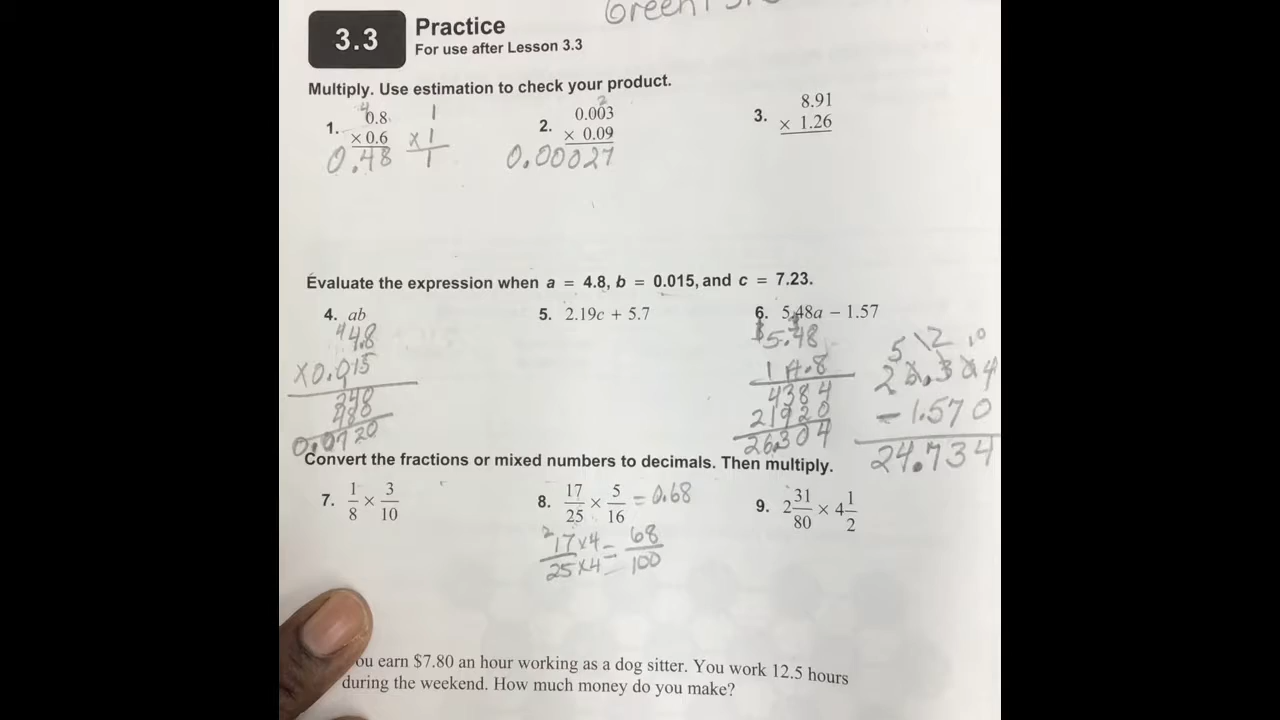 Green
3.3 Practice
For use after Lesson 3.3
Multiply. Use estimation to check your product.
1. 0.8 × 0.6 0.48
1 × 1 1
2. 0.003 × 0.09 0.00027
3. 8.91 × 1.26
Evaluate the expression when a = 4.8, b = 0.015, and c = 7.23.
4. ab 5. 2.19c + 5.7 6. 5.48a − 1.57
4.8
×0.015
480
5.48
4.8
4384
21920
26.304
− 1.570
24.734
Convert the fractions or mixed numbers to decimals. Then multiply.
7. 1/8 × 3/10 8. 17/25 × 5/16 = 0.68 9. 2 31/80 × 4 1/2
17×4 = 68
25×4 = 100
ou earn $7.80 an hour working as a dog sitter. You work 12.5 hours
during the weekend. How much money do you make?